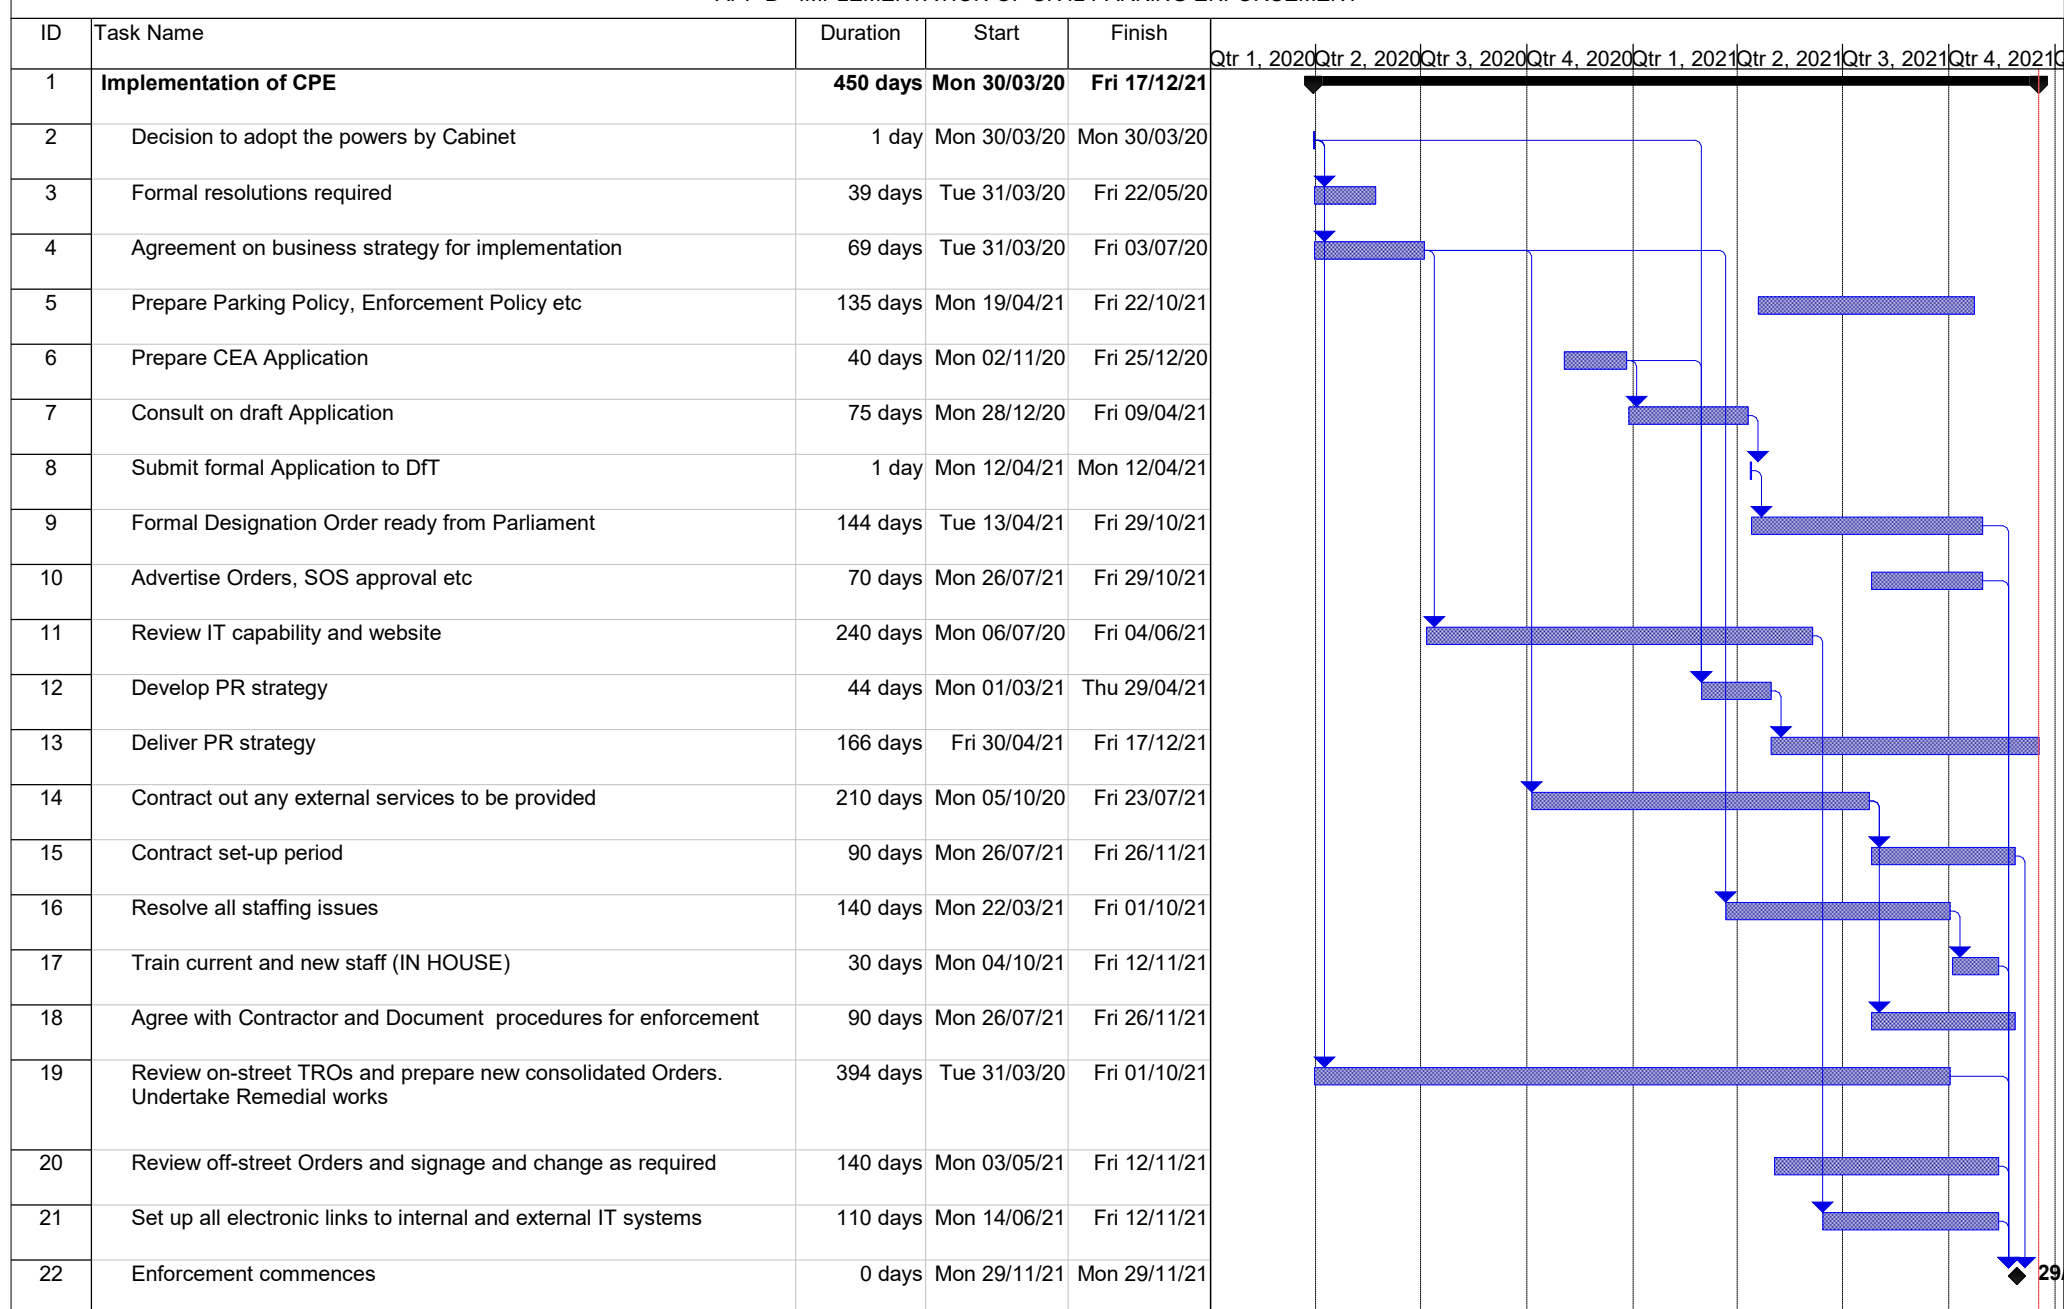 ID Task Name Duration Start Finish
Qtr 1, 2020 Qtr 2, 2020 Qtr 3, 2020 Qtr 4, 2020 Qtr 1, 2021 Qtr 2, 2021 Qtr 3, 2021 Qtr 4, 2021
1 Implementation of CPE 450 days Mon 30/03/20 Fri 17/12/21
2 Decision to adopt the powers by Cabinet 1 day Mon 30/03/20 Mon 30/03/20
3 Formal resolutions required 39 days Tue 31/03/20 Fri 22/05/20
4 Agreement on business strategy for implementation 69 days Tue 31/03/20 Fri 03/07/20
5 Prepare Parking Policy, Enforcement Policy etc 135 days Mon 19/04/21 Fri 22/10/21
6 Prepare CEA Application 40 days Mon 02/11/20 Fri 25/12/20
7 Consult on draft Application 75 days Mon 28/12/20 Fri 09/04/21
8 Submit formal Application to DfT 1 day Mon 12/04/21 Mon 12/04/21
9 Formal Designation Order ready from Parliament 144 days Tue 13/04/21 Fri 29/10/21
10 Advertise Orders, SOS approval etc 70 days Mon 26/07/21 Fri 29/10/21
11 Review IT capability and website 240 days Mon 06/07/20 Fri 04/06/21
12 Develop PR strategy 44 days Mon 01/03/21 Thu 29/04/21
13 Deliver PR strategy 166 days Fri 30/04/21 Fri 17/12/21
14 Contract out any external services to be provided 210 days Mon 05/10/20 Fri 23/07/21
15 Contract set-up period 90 days Mon 26/07/21 Fri 26/11/21
16 Resolve all staffing issues 140 days Mon 22/03/21 Fri 01/10/21
17 Train current and new staff (IN HOUSE) 30 days Mon 04/10/21 Fri 12/11/21
18 Agree with Contractor and Document procedures for enforcement 90 days Mon 26/07/21 Fri 26/11/21
19 Review on-street TROs and prepare new consolidated Orders. 394 days Tue 31/03/20 Fri 01/10/21
Undertake Remedial works
20 Review off-street Orders and signage and change as required 140 days Mon 03/05/21 Fri 12/11/21
21 Set up all electronic links to internal and external IT systems 110 days Mon 14/06/21 Fri 12/11/21
22 Enforcement commences 0 days Mon 29/11/21 Mon 29/11/21 29/